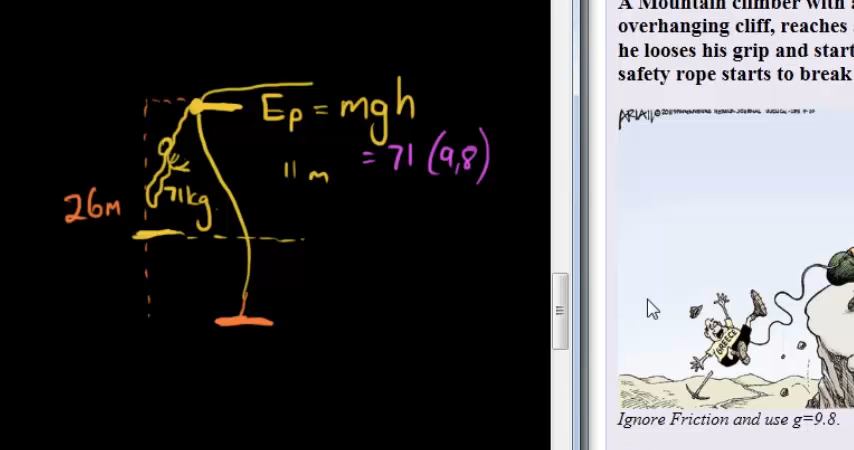 Ep = mgh
= 71 (9,8)
11 m
71kg
26m
A Mountain climber with a
overhanging cliff, reaches
he looses his grip and start
safety rope starts to break
GREECE
Ignore Friction and use g=9.8.